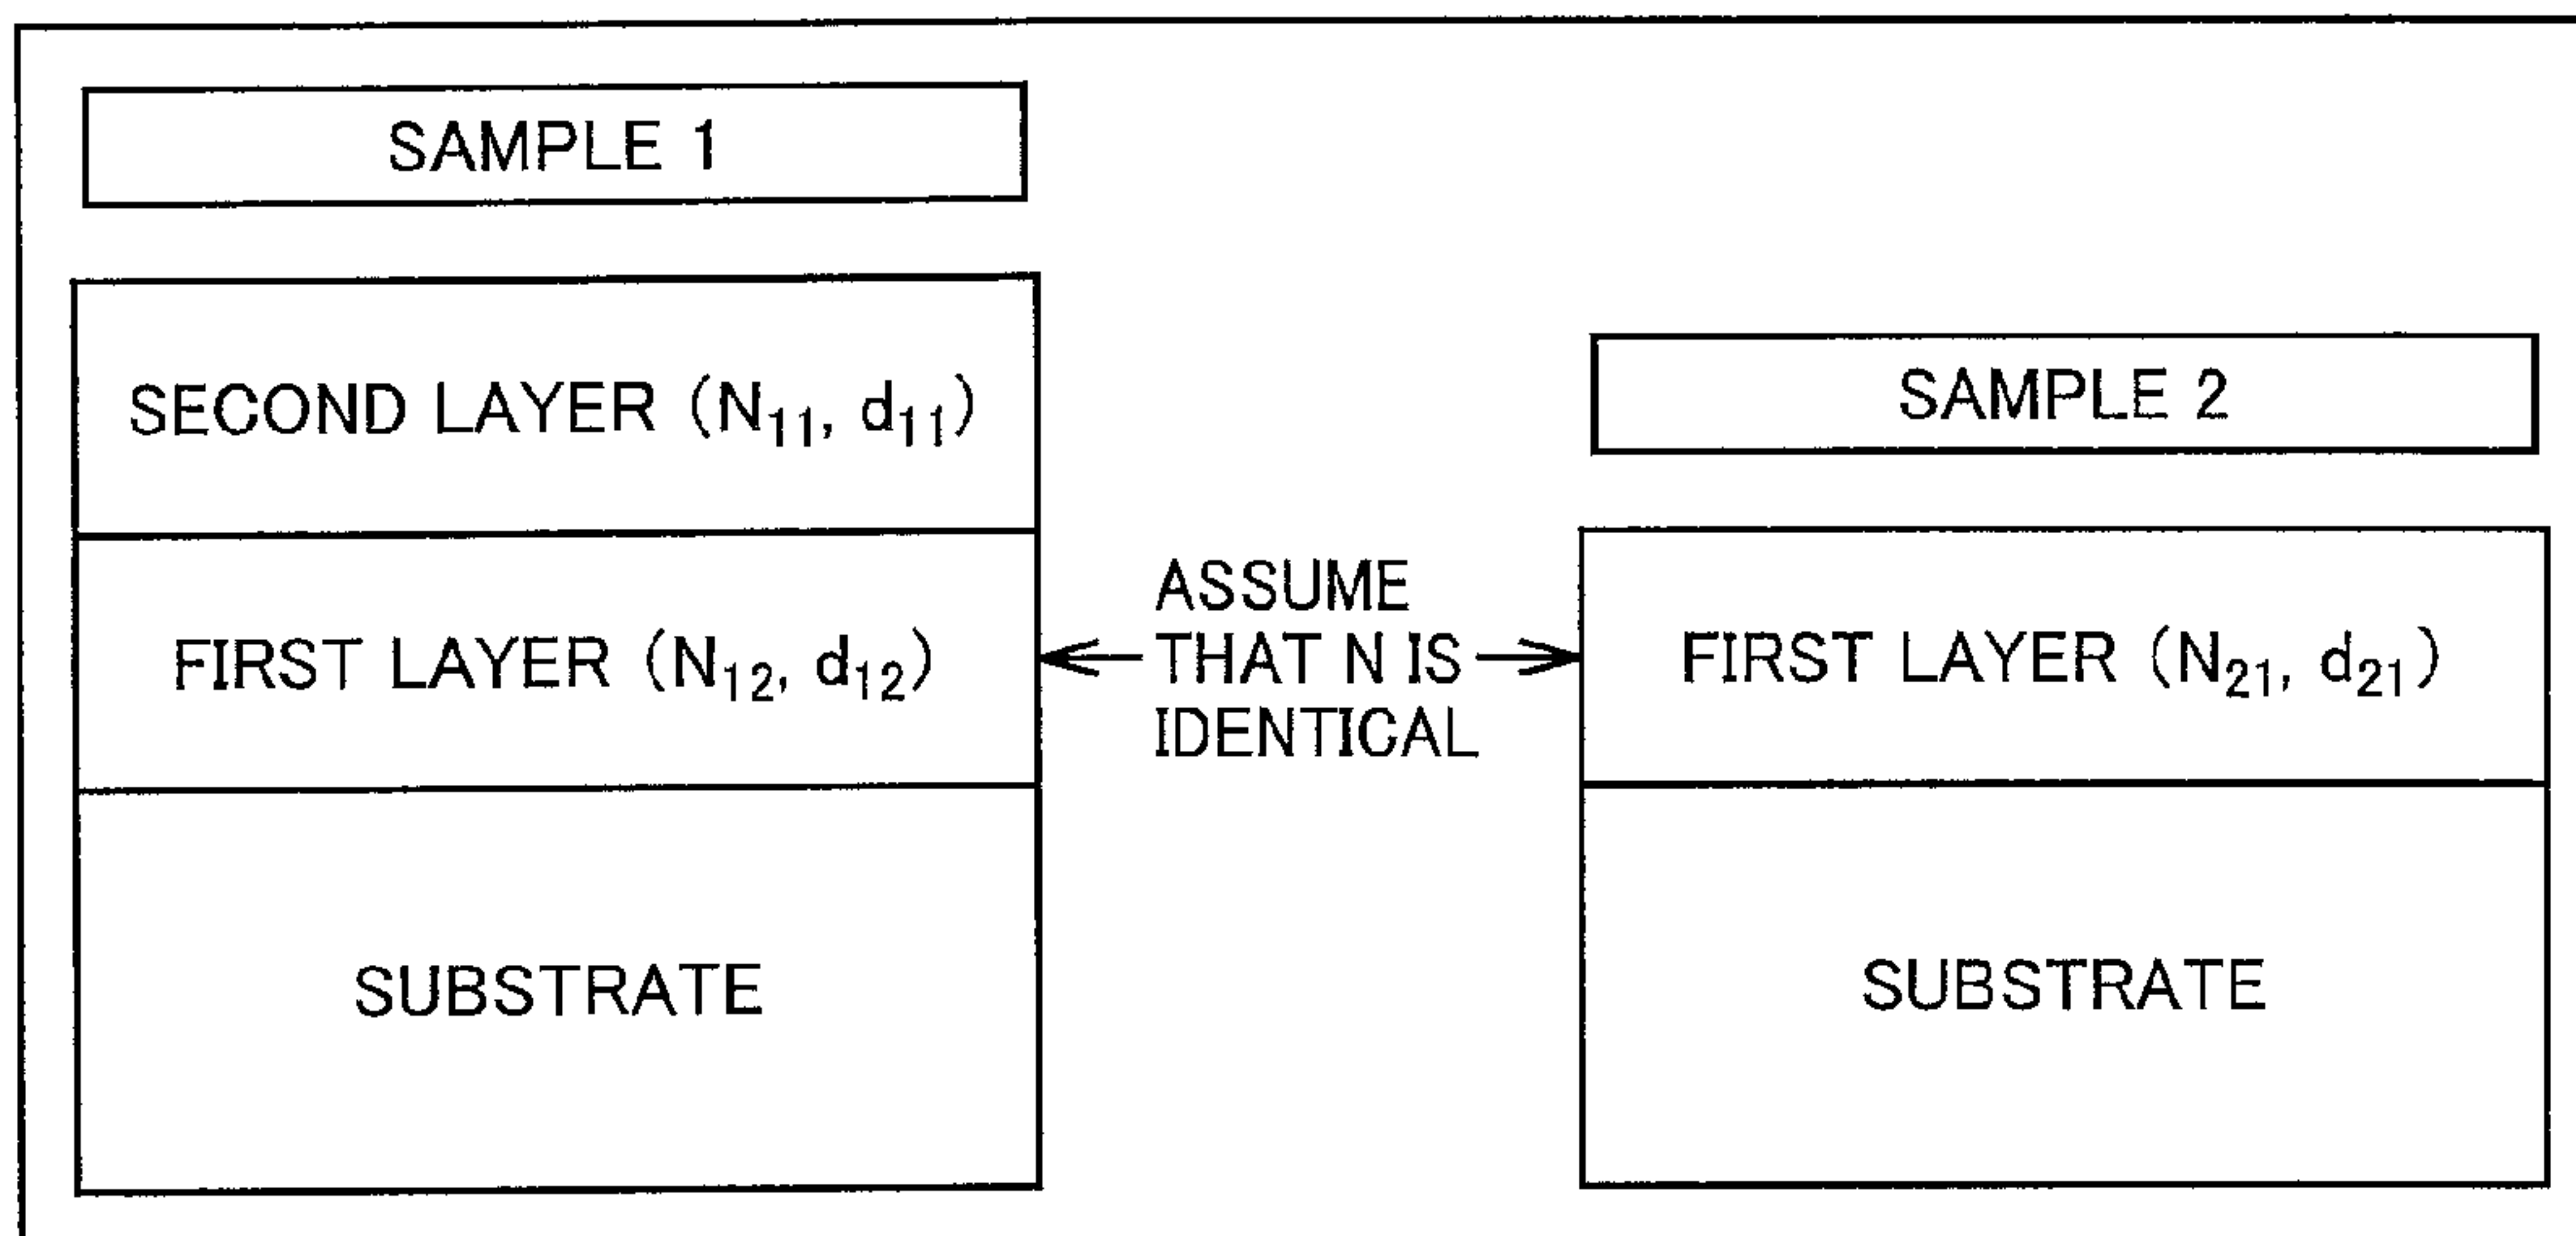 SAMPLE 1
SECOND LAYER (N₁₁, d₁₁)
FIRST LAYER (N₁₂, d₁₂)
SUBSTRATE
ASSUME
THAT N IS
IDENTICAL
SAMPLE 2
FIRST LAYER (N₂₁, d₂₁)
SUBSTRATE